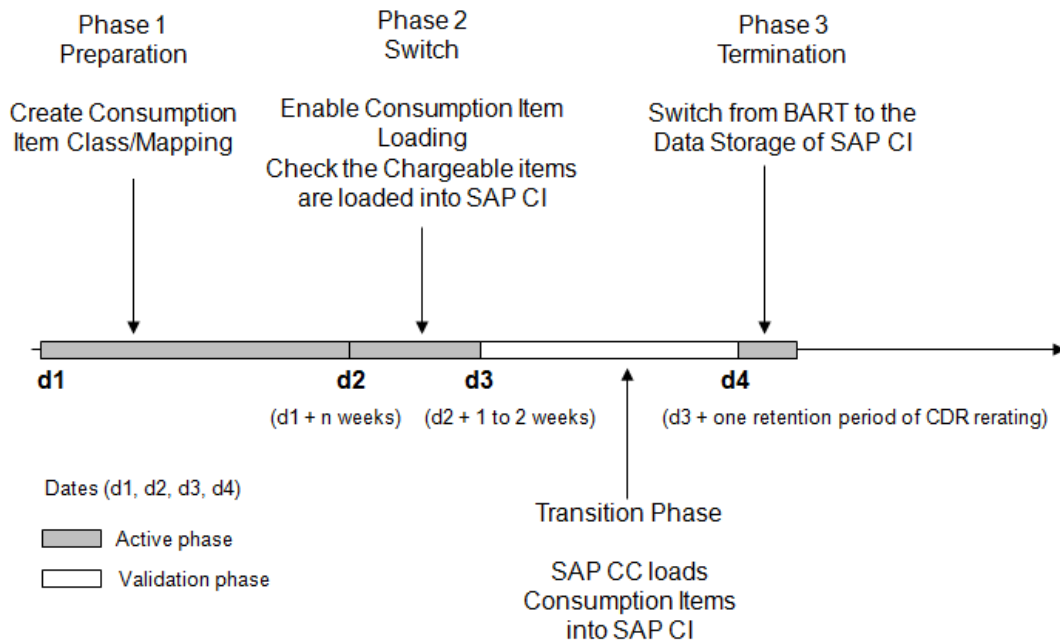 Phase 1
Preparation
Create Consumption
Item Class/Mapping
Phase 2
Switch
Enable Consumption Item
Loading
Check the Chargeable items
are loaded into SAP CI
Phase 3
Termination
Switch from BART to the
Data Storage of SAP CI
d1
d2
d3
d4
(d1 + n weeks)
(d2 + 1 to 2 weeks)
(d3 + one retention period of CDR rerating)
Dates (d1, d2, d3, d4)
Active phase
Validation phase
Transition Phase
SAP CC loads
Consumption Items
into SAP CI